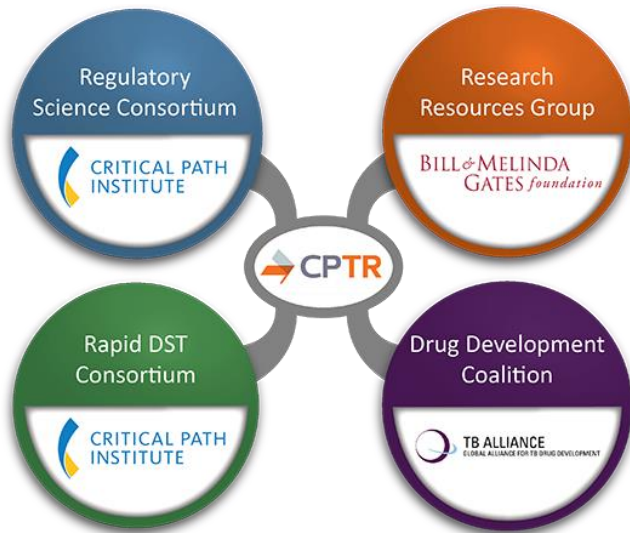 Regulatory
Science Consortium
CRITICAL PATH
INSTITUTE
Research
Resources Group
BILL & MELINDA
GATES foundation
CPTR
Rapid DST
Consortium
CRITICAL PATH
INSTITUTE
Drug Development
Coalition
TB ALLIANCE
GLOBAL ALLIANCE FOR TB DRUG DEVELOPMENT